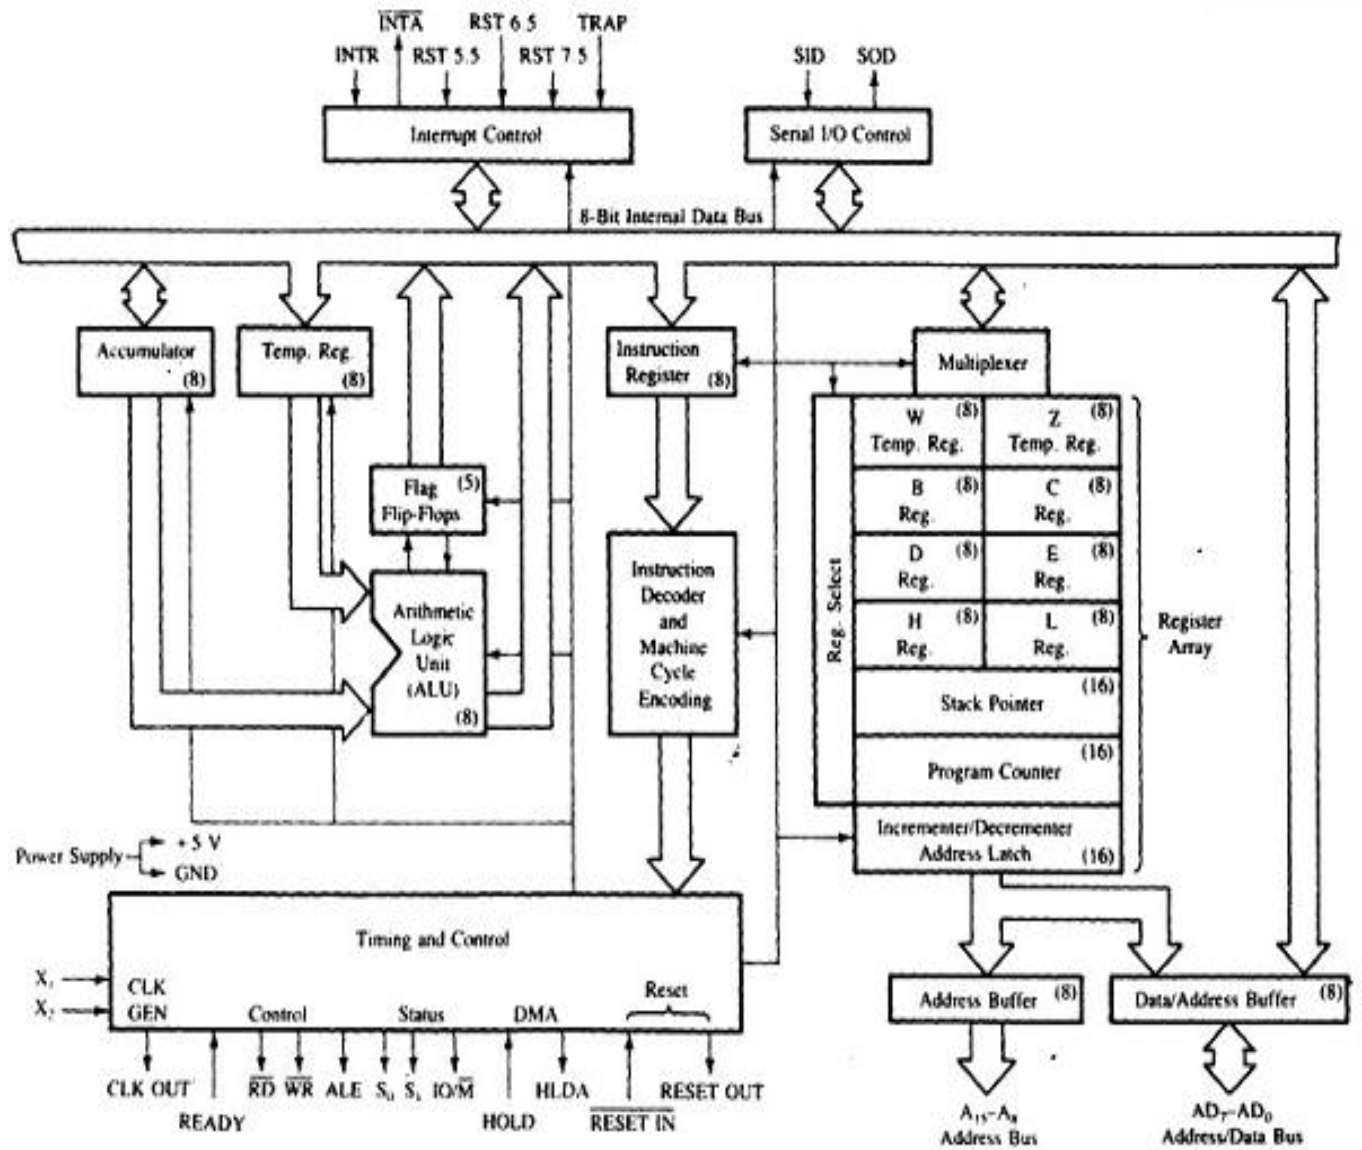 INTA RST 6.5 TRAP
INTR RST 5.5 RST 7.5 SID SOD
Interrupt Control Serial I/O Control
8-Bit Internal Data Bus
Accumulator
(8)
Temp. Reg.
(8)
Instruction
Register (8)
Multiplexer
W (8)
Temp. Reg.
Z (8)
Temp. Reg.
Flag (5)
Flip-Flops
B (8)
Reg.
C (8)
Reg.
D (8)
Reg.
E (8)
Reg.
H (8)
Reg.
L (8)
Reg.
Reg. Select
Register
Array
Arithmetic
Logic
Unit
(ALU)
(8)
Instruction
Decoder
and
Machine
Cycle
Encoding
(16)
Stack Pointer
(16)
Program Counter
Incrementer/Decrementer
Address Latch (16)
Power Supply
+5 V
GND
Timing and Control
X₁
X₂
CLK
GEN
Control Status DMA Reset
CLK OUT RD WR ALE S₀ S₁ IO/M HLDA RESET OUT
READY HOLD RESET IN
Address Buffer (8)
Data/Address Buffer (8)
A₁₅–A₈
Address Bus
AD₇–AD₀
Address/Data Bus